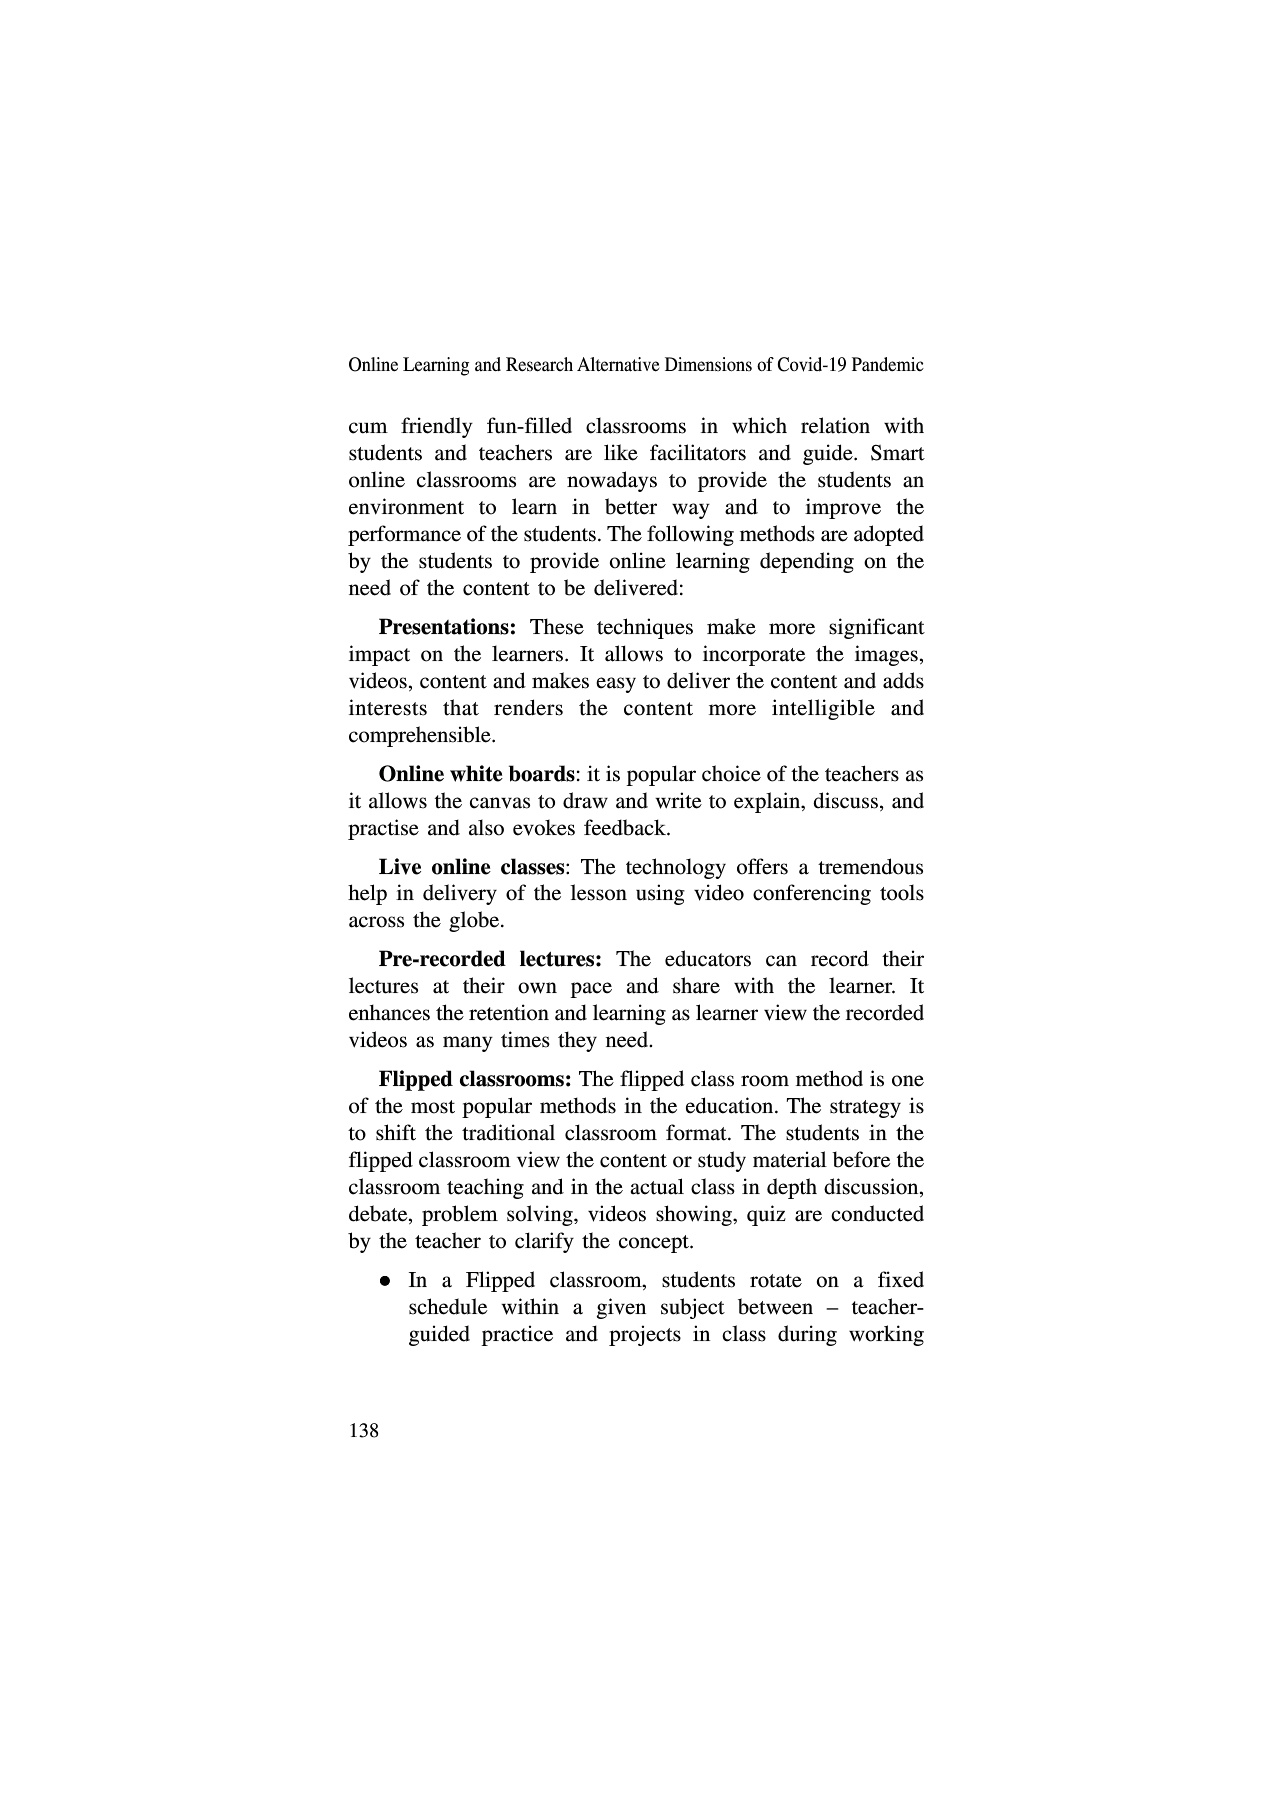 Online Learning and Research Alternative Dimensions of Covid-19 Pandemic
cum friendly fun-filled classrooms in which relation with
students and teachers are like facilitators and guide. Smart
online classrooms are nowadays to provide the students an
environment to learn in better way and to improve the
performance of the students. The following methods are adopted
by the students to provide online learning depending on the
need of the content to be delivered:
Presentations: These techniques make more significant
impact on the learners. It allows to incorporate the images,
videos, content and makes easy to deliver the content and adds
interests that renders the content more intelligible and
comprehensible.
Online white boards: it is popular choice of the teachers as
it allows the canvas to draw and write to explain, discuss, and
practise and also evokes feedback.
Live online classes: The technology offers a tremendous
help in delivery of the lesson using video conferencing tools
across the globe.
Pre-recorded lectures: The educators can record their
lectures at their own pace and share with the learner. It
enhances the retention and learning as learner view the recorded
videos as many times they need.
Flipped classrooms: The flipped class room method is one
of the most popular methods in the education. The strategy is
to shift the traditional classroom format. The students in the
flipped classroom view the content or study material before the
classroom teaching and in the actual class in depth discussion,
debate, problem solving, videos showing, quiz are conducted
by the teacher to clarify the concept.
● In a Flipped classroom, students rotate on a fixed
schedule within a given subject between – teacher-
guided practice and projects in class during working
138